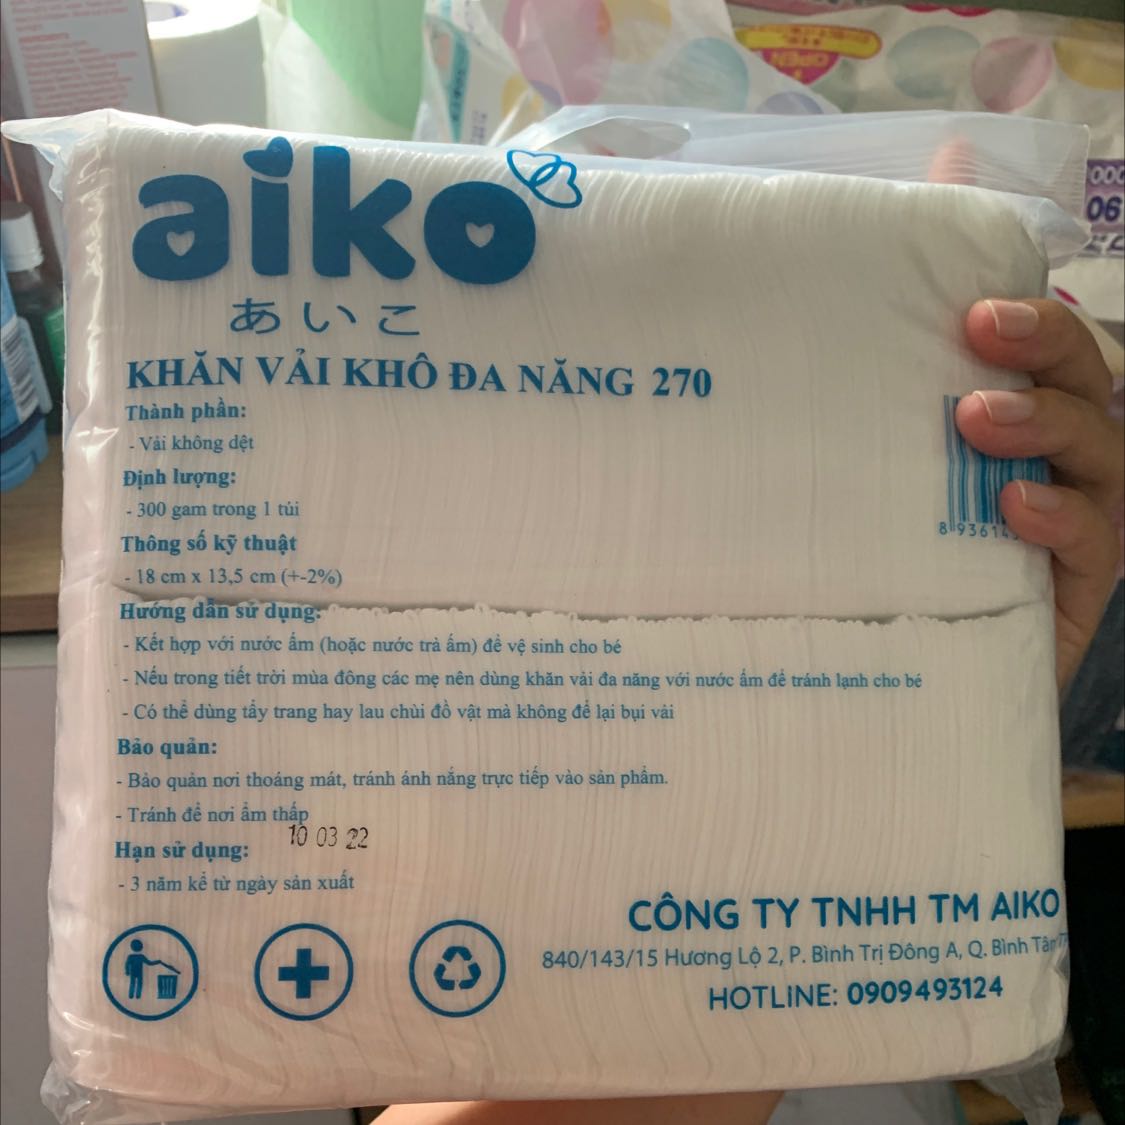 aiko
あいこ
KHĂN VẢI KHÔ ĐA NĂNG 270
Thành phần:
- Vải không dệt
Định lượng:
- 300 gam trong 1 túi
Thông số kỹ thuật
- 18 cm x 13,5 cm (+-2%)
Hướng dẫn sử dụng:
- Kết hợp với nước ấm (hoặc nước trà ấm) để vệ sinh cho bé
- Nếu trong tiết trời mùa đông các mẹ nên dùng khăn vải đa năng với nước ấm để tránh lạnh cho bé
- Có thể dùng tẩy trang hay lau chùi đồ vật mà không để lại bụi vải
Bảo quản:
- Bảo quản nơi thoáng mát, tránh ánh nắng trực tiếp vào sản phẩm.
- Tránh để nơi ẩm thấp
10 03 22
Hạn sử dụng:
- 3 năm kể từ ngày sản xuất
CÔNG TY TNHH TM AIKO
840/143/15 Hương Lộ 2, P. Bình Trị Đông A, Q. Bình Tân
HOTLINE: 0909493124
8 93614
OPEN
06